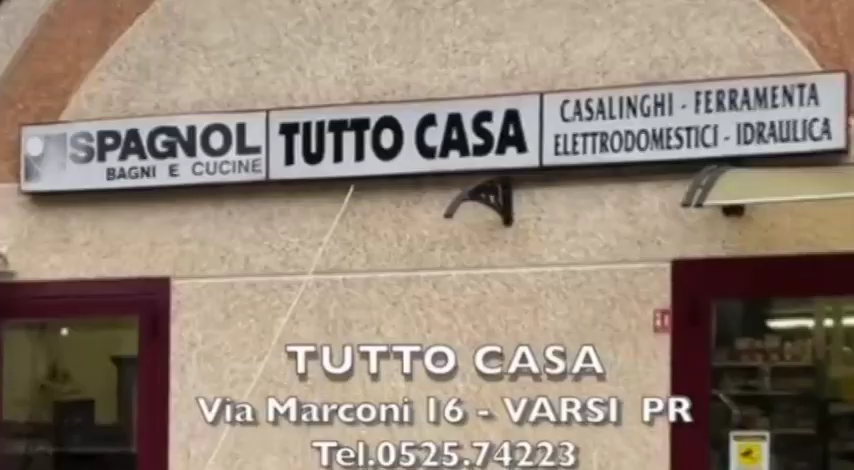 SPAGNOL
BAGNI E CUCINE
TUTTO CASA
CASALINGHI - FERRAMENTA
ELETTRODOMESTICI - IDRAULICA
TUTTO CASA
Via Marconi 16 - VARSI PR
Tel.0525.74223